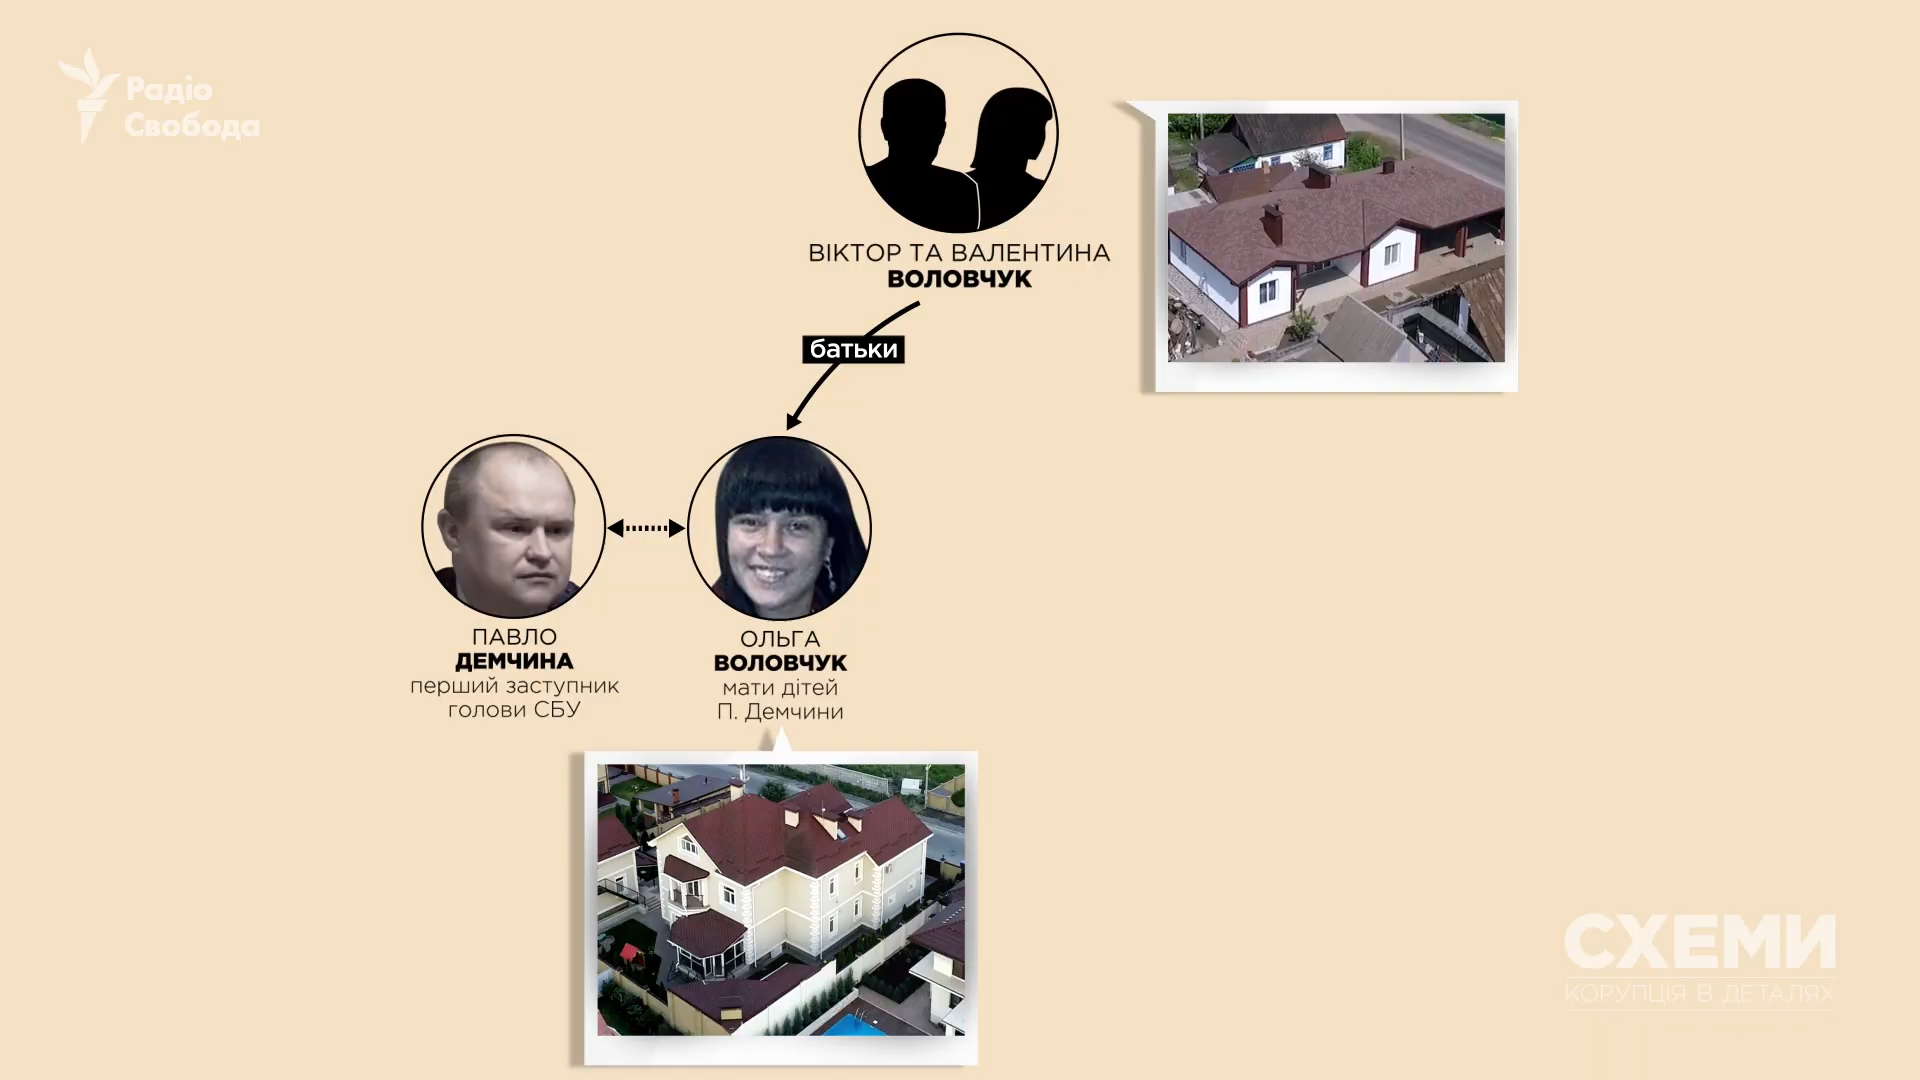 Радіо
Свобода
ВІКТОР ТА ВАЛЕНТИНА
ВОЛОВЧУК
батьки
ПАВЛО
ДЕМЧИНА
перший заступник
голови СБУ
ОЛЬГА
ВОЛОВЧУК
мати дітей
П. Демчини
СХЕМИ
КОРУПЦІЯ В ДЕТАЛЯХ